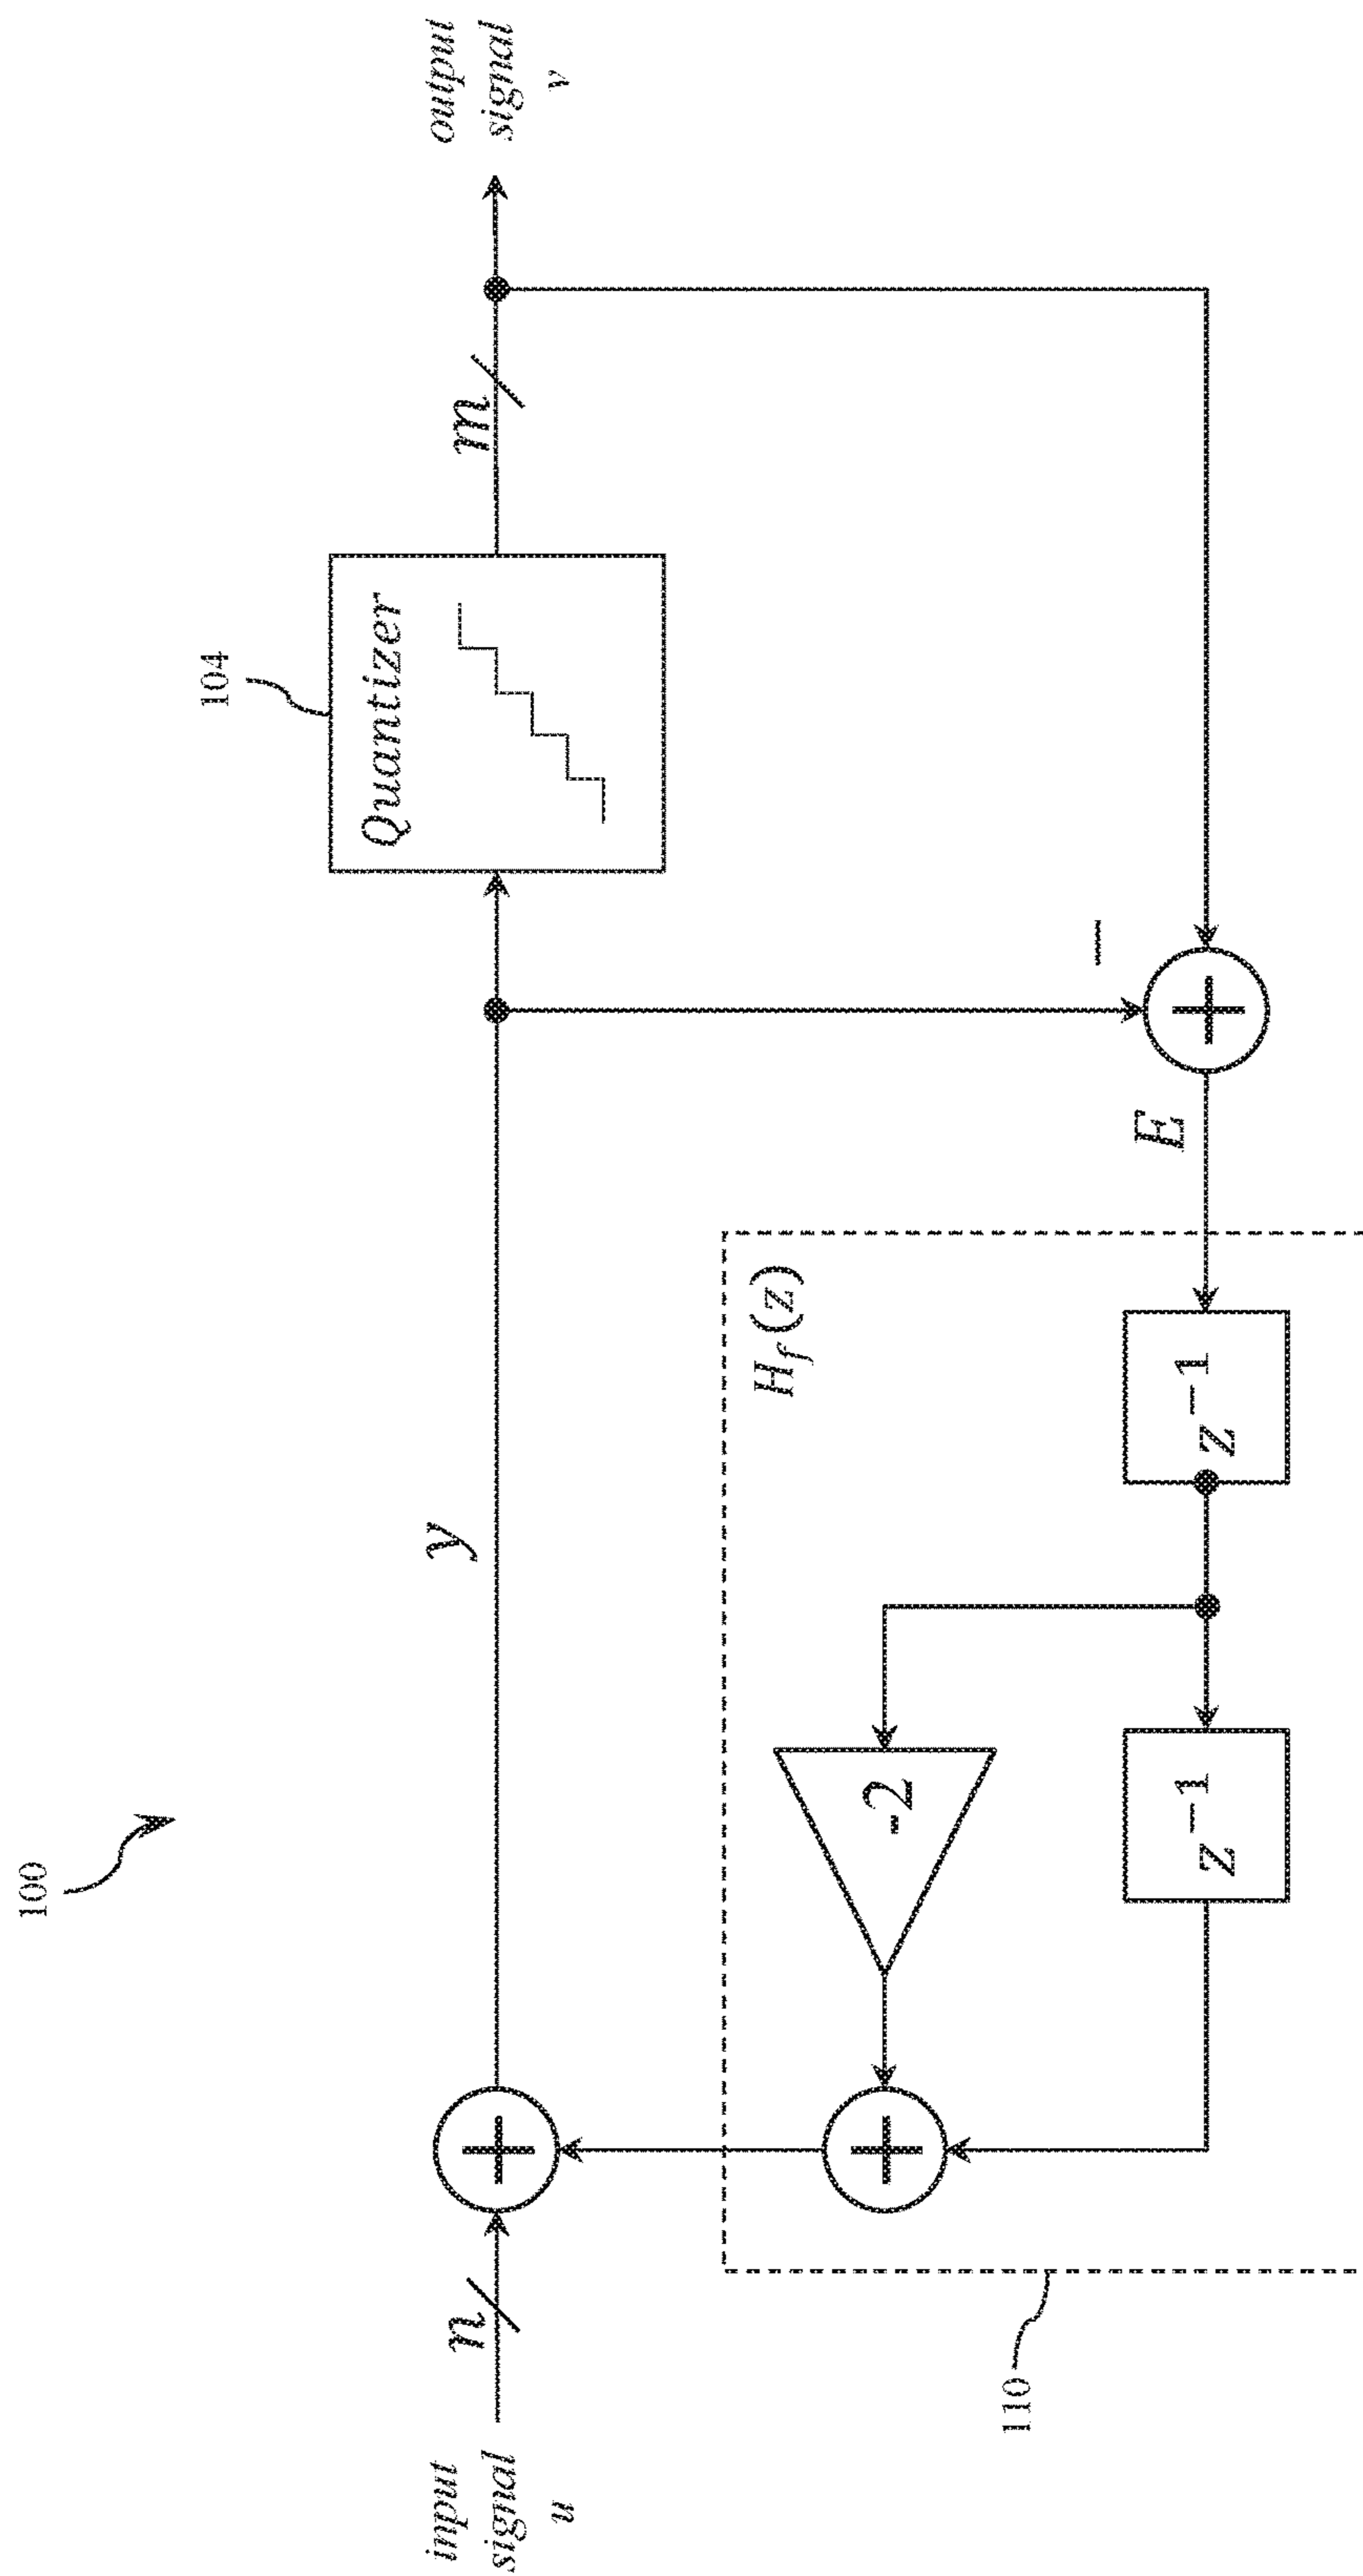 100
104
Quantizer
input
signal
u
n
y
m
output
signal
v
−
E
H_f(z)
-2
z^{-1}
z^{-1}
110
+
+
+